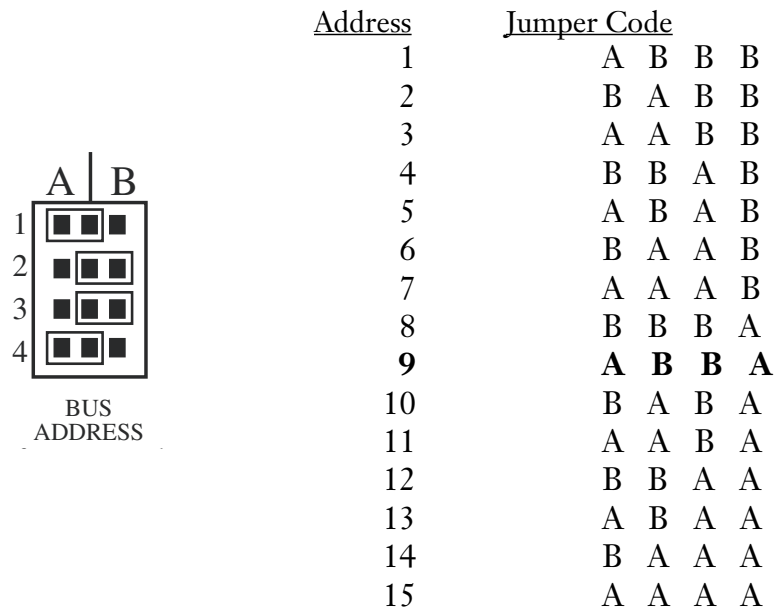 Address Jumper Code
1 A B B B
2 B A B B
3 A A B B
4 B B A B
5 A B A B
6 B A A B
7 A A A B
8 B B B A
9 A B B A
10 B A B A
11 A A B A
12 B B A A
13 A B A A
14 B A A A
15 A A A A
A B
1
2
3
4
BUS
ADDRESS